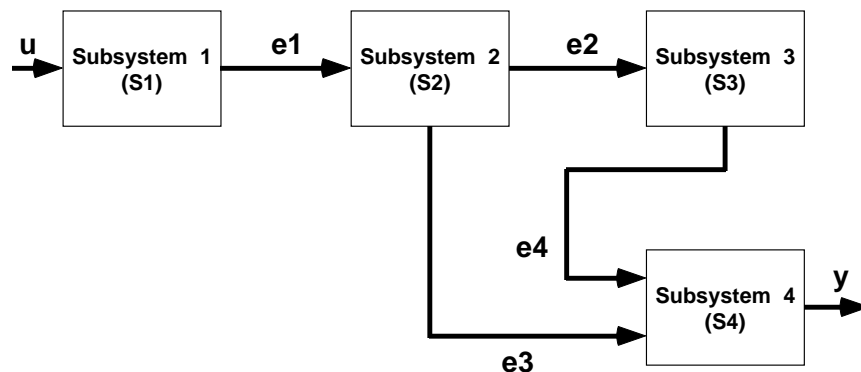 u
Subsystem 1
(S1)
e1
Subsystem 2
(S2)
e2
Subsystem 3
(S3)
e4
Subsystem 4
(S4)
y
e3